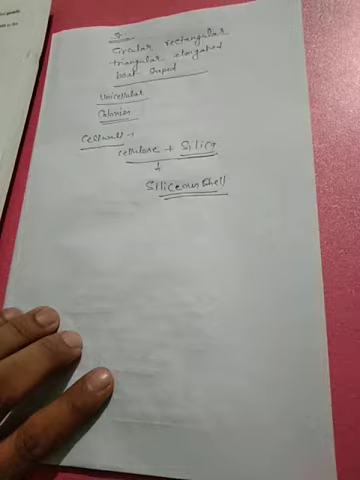 Circular rectangular
triangular elongated
boat shaped
Unicellular
Colonies
Cellwall →
cellulose + Silica
↓
Siliceous shell